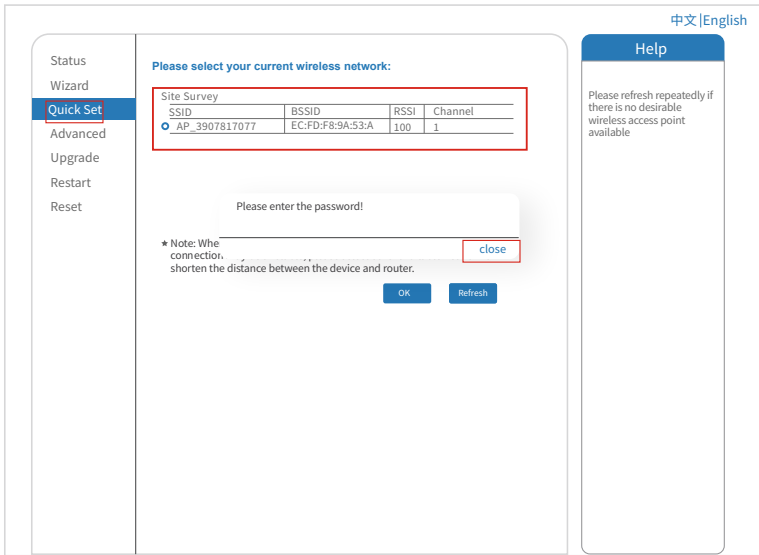 中文|English
Status
Wizard
Quick Set
Advanced
Upgrade
Restart
Reset
Please select your current wireless network:
Site Survey
SSID BSSID RSSI Channel
AP_3907817077 EC:FD:F8:9A:53:A 100 1
Please enter the password!
close
* Note: Whe
connection
shorten the distance between the device and router.
OK Refresh
Help
Please refresh repeatedly if
there is no desirable
wireless access point
available